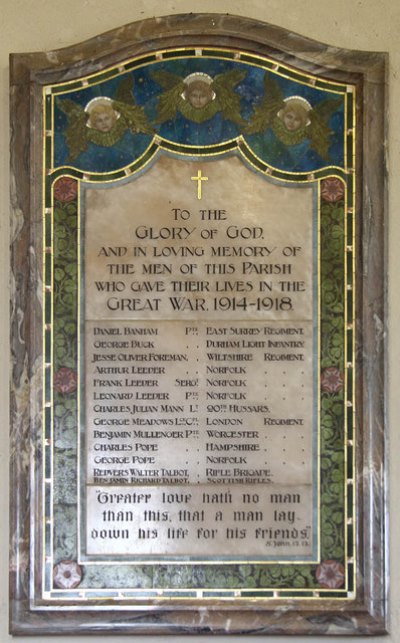 TO THE
GLORY OF GOD,
AND IN LOVING MEMORY OF
THE MEN OF THIS PARISH
WHO GAVE THEIR LIVES IN THE
GREAT WAR. 1914-1918.
DANIEL BANHAM PTE EAST SURREY REGIMENT.
GEORGE BUCK . . DURHAM LIGHT INFANTRY.
JESSE OLIVER FOREMAN, . . WILTSHIRE REGIMENT.
ARTHUR LEEDER . . NORFOLK . .
FRANK LEEDER SERGT NORFOLK . .
LEONARD LEEDER PTE NORFOLK . .
CHARLES JULIAN MANN LT 20TH HUSSARS.
GEORGE MEADOWS LONDON REGIMENT
BENJAMIN MULLENGER PTE WORCESTER . .
CHARLES POPE . . HAMPSHIRE . .
GEORGE POPE . . NORFOLK . .
REDVERS WALTER TALBOT, . . RIFLE BRIGADE.
BENJAMIN RICHARD TALBOT, . . SCOTTISH RIFLES.
"Greater love hath no man
than this, that a man lay
down his life for his friends."
S. JOHN. 15. 13.